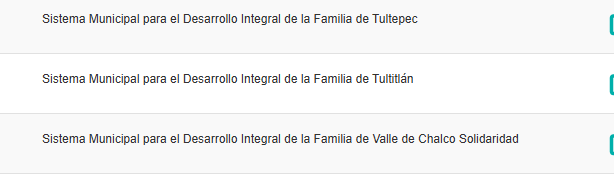 Sistema Municipal para el Desarrollo Integral de la Familia de Tultepec
Sistema Municipal para el Desarrollo Integral de la Familia de Tultitlán
Sistema Municipal para el Desarrollo Integral de la Familia de Valle de Chalco Solidaridad